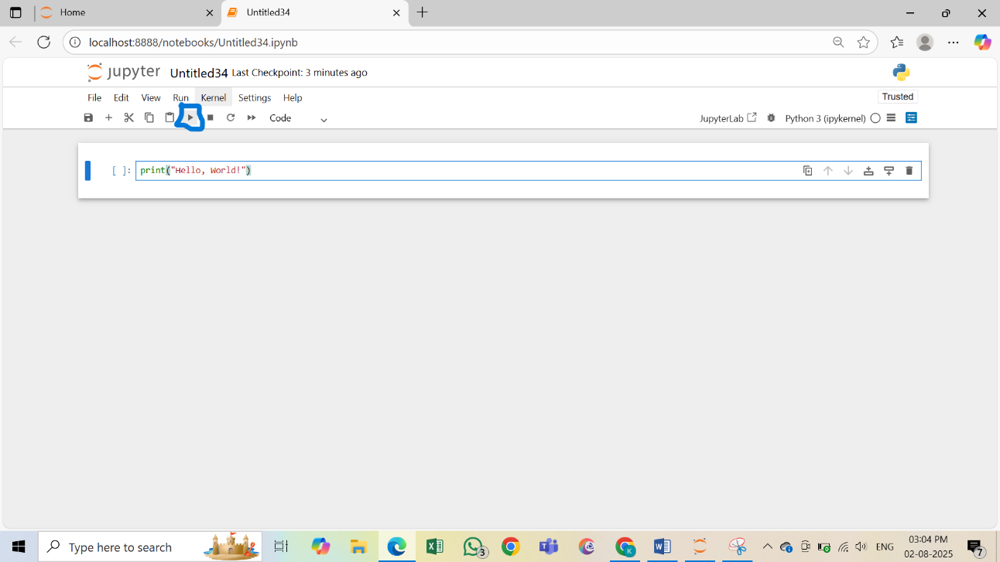 Home
Untitled34
localhost:8888/notebooks/Untitled34.ipynb
jupyter Untitled34 Last Checkpoint: 3 minutes ago
File Edit View Run Kernel Settings Help
Trusted
Code
JupyterLab
Python 3 (ipykernel)
[ ]: print("Hello, World!")
Type here to search
3
K
ENG
03:04 PM
02-08-2025
7